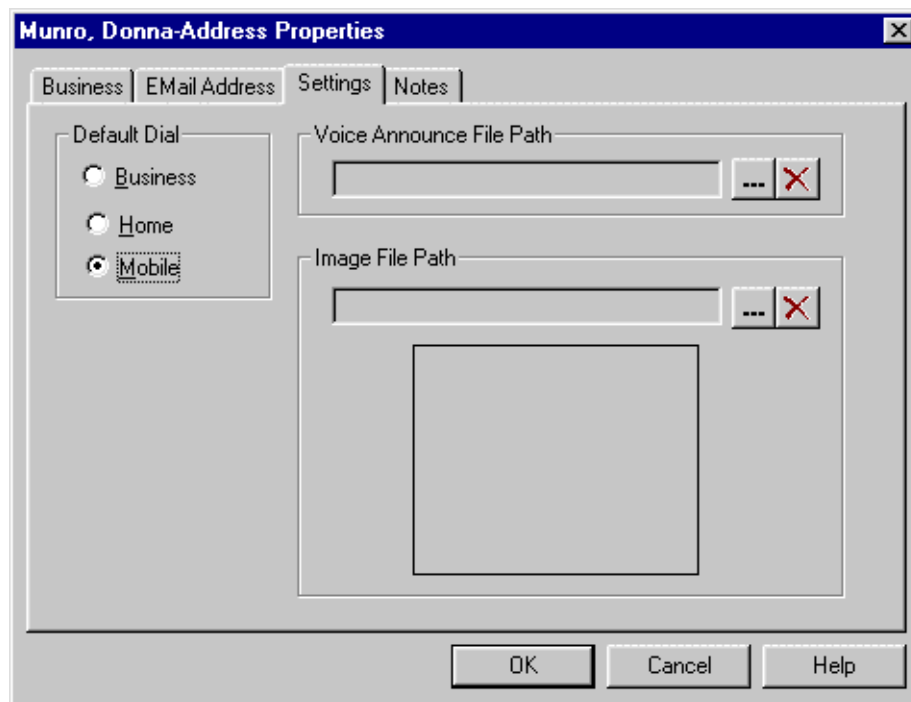 Munro, Donna-Address Properties
Business EMail Address Settings Notes
Default Dial
Business
Home
Mobile
Voice Announce File Path
...
Image File Path
...
OK Cancel Help